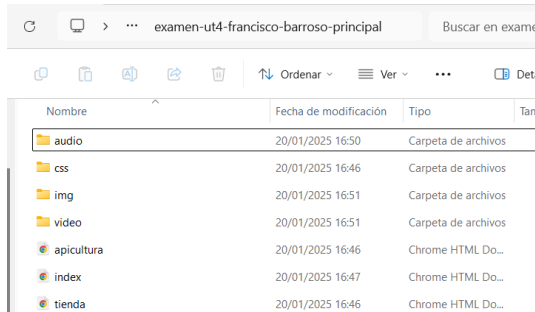 examen-ut4-francisco-barroso-principal Buscar en exame
Ordenar Ver Deta
Nombre Fecha de modificación Tipo Tan
audio 20/01/2025 16:50 Carpeta de archivos
css 20/01/2025 16:46 Carpeta de archivos
img 20/01/2025 16:51 Carpeta de archivos
video 20/01/2025 16:51 Carpeta de archivos
apicultura 20/01/2025 16:46 Chrome HTML Do...
index 20/01/2025 16:47 Chrome HTML Do...
tienda 20/01/2025 16:46 Chrome HTML Do...